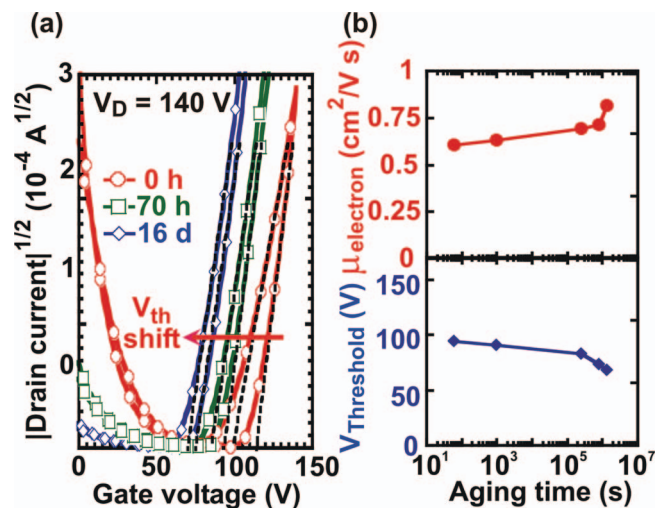 (a)
V_D = 140 V
|Drain current|^1/2 (10^-4 A^1/2)
3
2
1
0
0 h
70 h
16 d
V_th
shift
0
50
100
150
Gate voltage (V)
(b)
μ_electron (cm^2/V s)
1
0.75
0.5
0.25
0
V_Threshold (V)
150
100
50
0
10^1
10^3
10^5
10^7
Aging time (s)